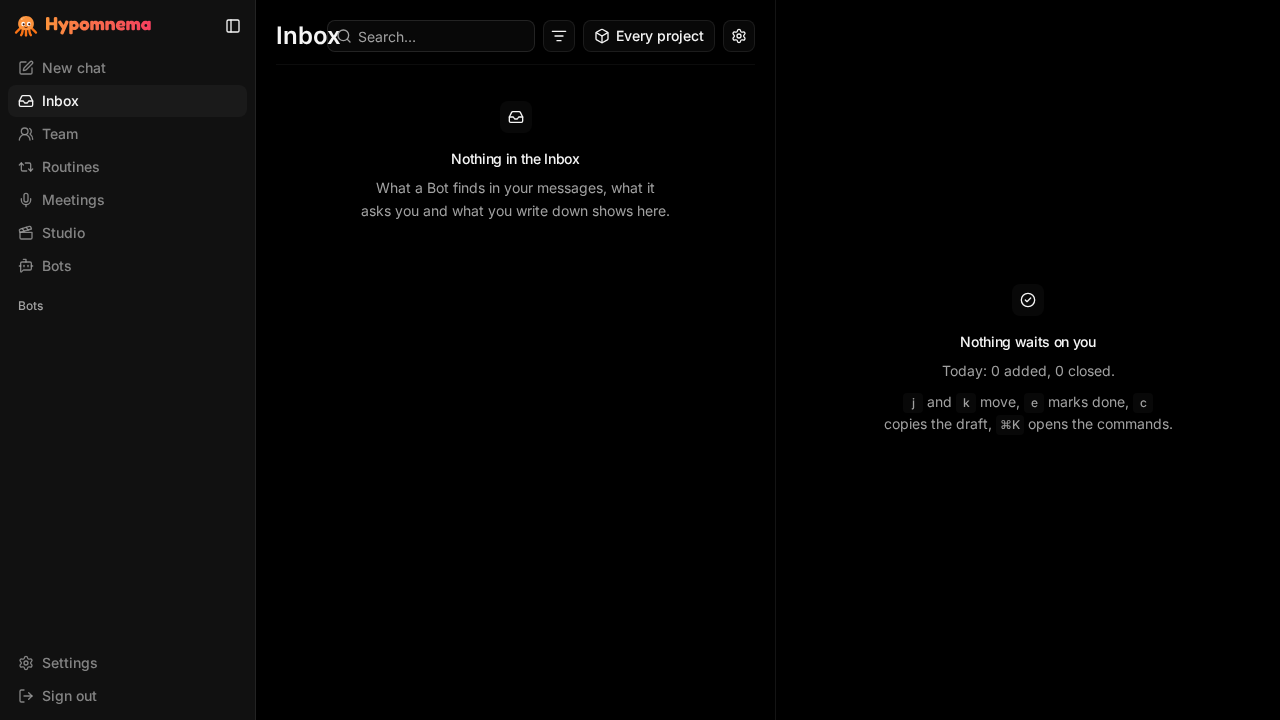 Hypomnema
New chat
Inbox
Team
Routines
Meetings
Studio
Bots
Bots
Settings
Sign out
Inbox
Search...
Every project
Nothing in the Inbox
What a Bot finds in your messages, what it
asks you and what you write down shows here.
Nothing waits on you
Today: 0 added, 0 closed.
j and k move, e marks done, c
copies the draft, ⌘K opens the commands.